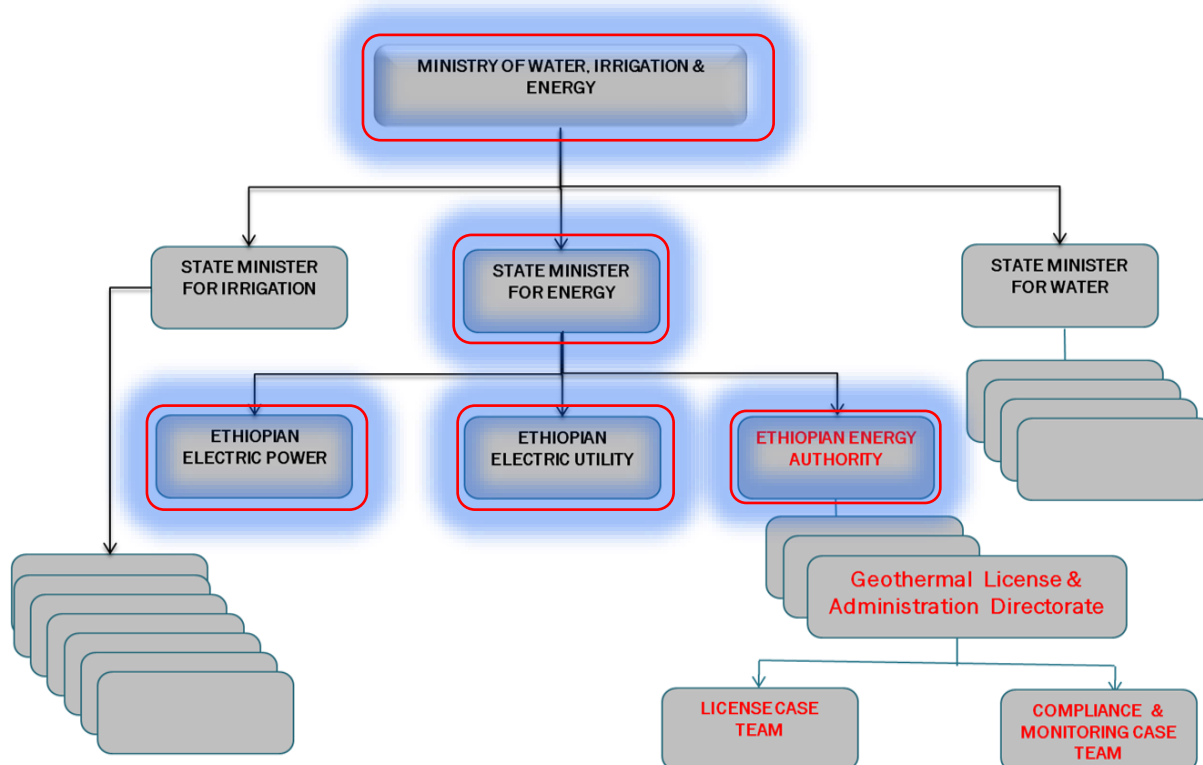 MINISTRY OF WATER, IRRIGATION &
ENERGY
STATE MINISTER
FOR IRRIGATION
STATE MINISTER
FOR ENERGY
STATE MINISTER
FOR WATER
ETHIOPIAN
ELECTRIC POWER
ETHIOPIAN
ELECTRIC UTILITY
ETHIOPIAN ENERGY
AUTHORITY
Geothermal License &
Administration Directorate
LICENSE CASE
TEAM
COMPLIANCE &
MONITORING CASE
TEAM